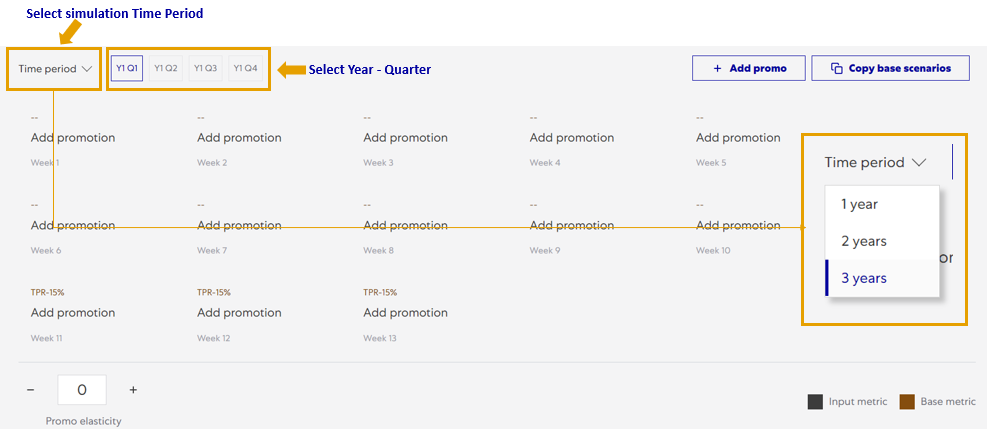 Select simulation Time Period
Time period
Y1 Q1
Y1 Q2
Y1 Q3
Y1 Q4
Select Year - Quarter
+ Add promo
Copy base scenarios
--
--
--
--
--
Add promotion
Add promotion
Add promotion
Add promotion
Add promotion
Week 1
Week 2
Week 3
Week 4
Week 5
Time period
1 year
2 years
3 years
or
--
--
--
--
--
Add promotion
Add promotion
Add promotion
Add promotion
Add promotion
Week 6
Week 7
Week 8
Week 9
Week 10
TPR-15%
TPR-15%
TPR-15%
Add promotion
Add promotion
Add promotion
Week 11
Week 12
Week 13
− 0 +
Promo elasticity
Input metric
Base metric